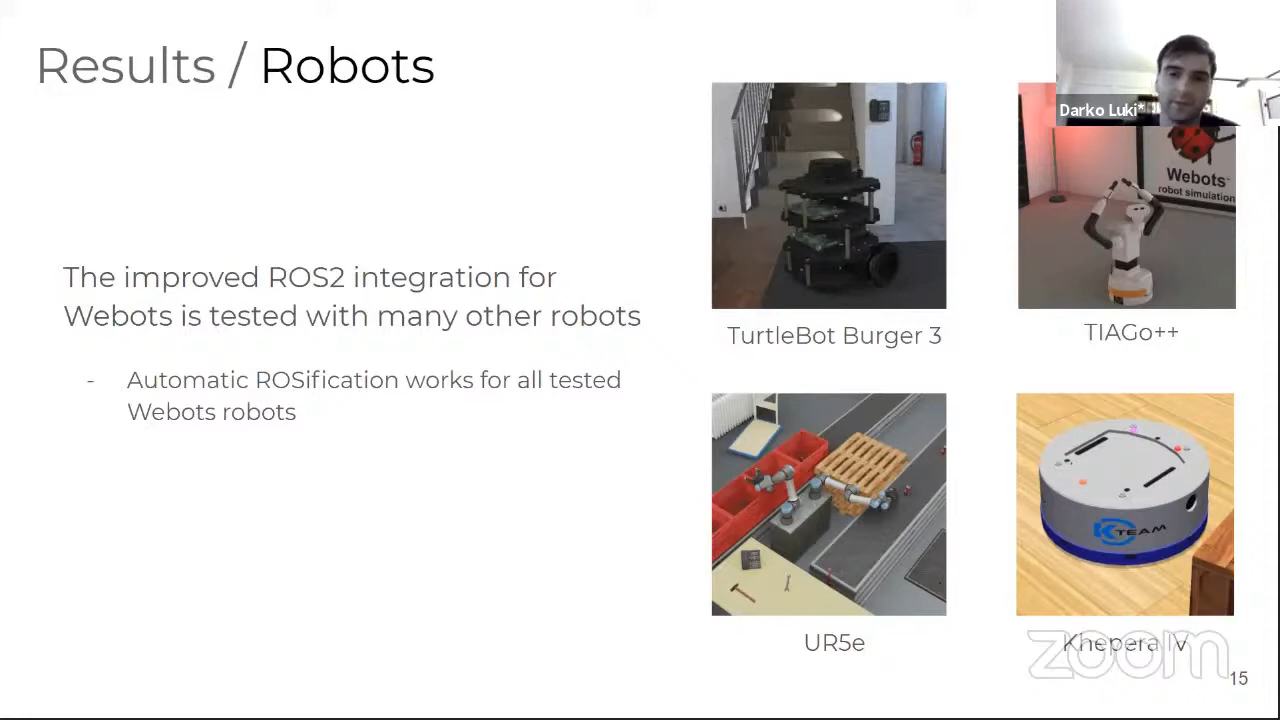 Results / Robots
Darko Luki*
Webots
robot simulation
The improved ROS2 integration for
Webots is tested with many other robots
- Automatic ROSification works for all tested
Webots robots
TurtleBot Burger 3
TIAGo++
K TEAM
UR5e
Khepera IV
zoom
15